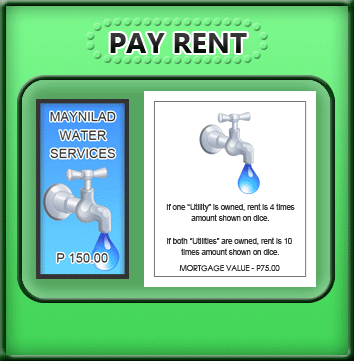 PAY RENT
MAYNILAD
WATER
SERVICES
P 150.00
If one "Utility" is owned, rent is 4 times
amount shown on dice.
If both "Utilities" are owned, rent is 10
times amount shown on dice.
MORTGAGE VALUE - P75.00